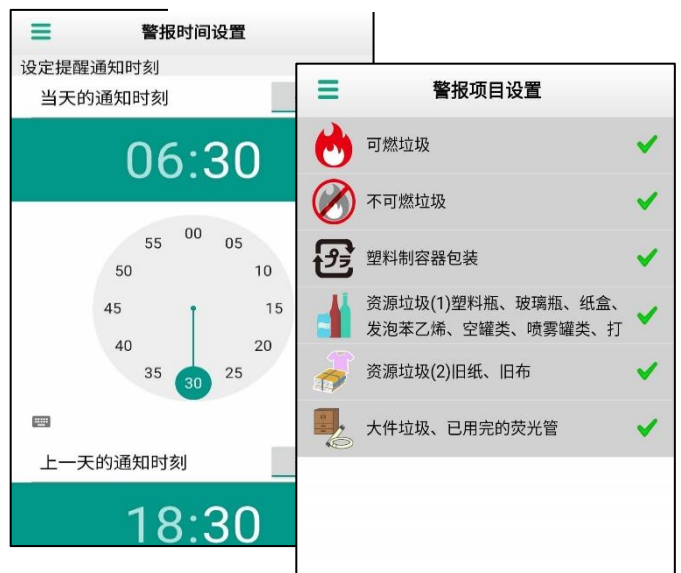 警报时间设置
设定提醒通知时刻
当天的通知时刻
06:30
00
05
10
15
20
25
30
35
40
45
50
55
上一天的通知时刻
18:30
警报项目设置
可燃垃圾
不可燃垃圾
プラ
塑料制容器包装
资源垃圾(1)塑料瓶、玻璃瓶、纸盒、
发泡苯乙烯、空罐类、喷雾罐类、打
资源垃圾(2)旧纸、旧布
大件垃圾、已用完的荧光管